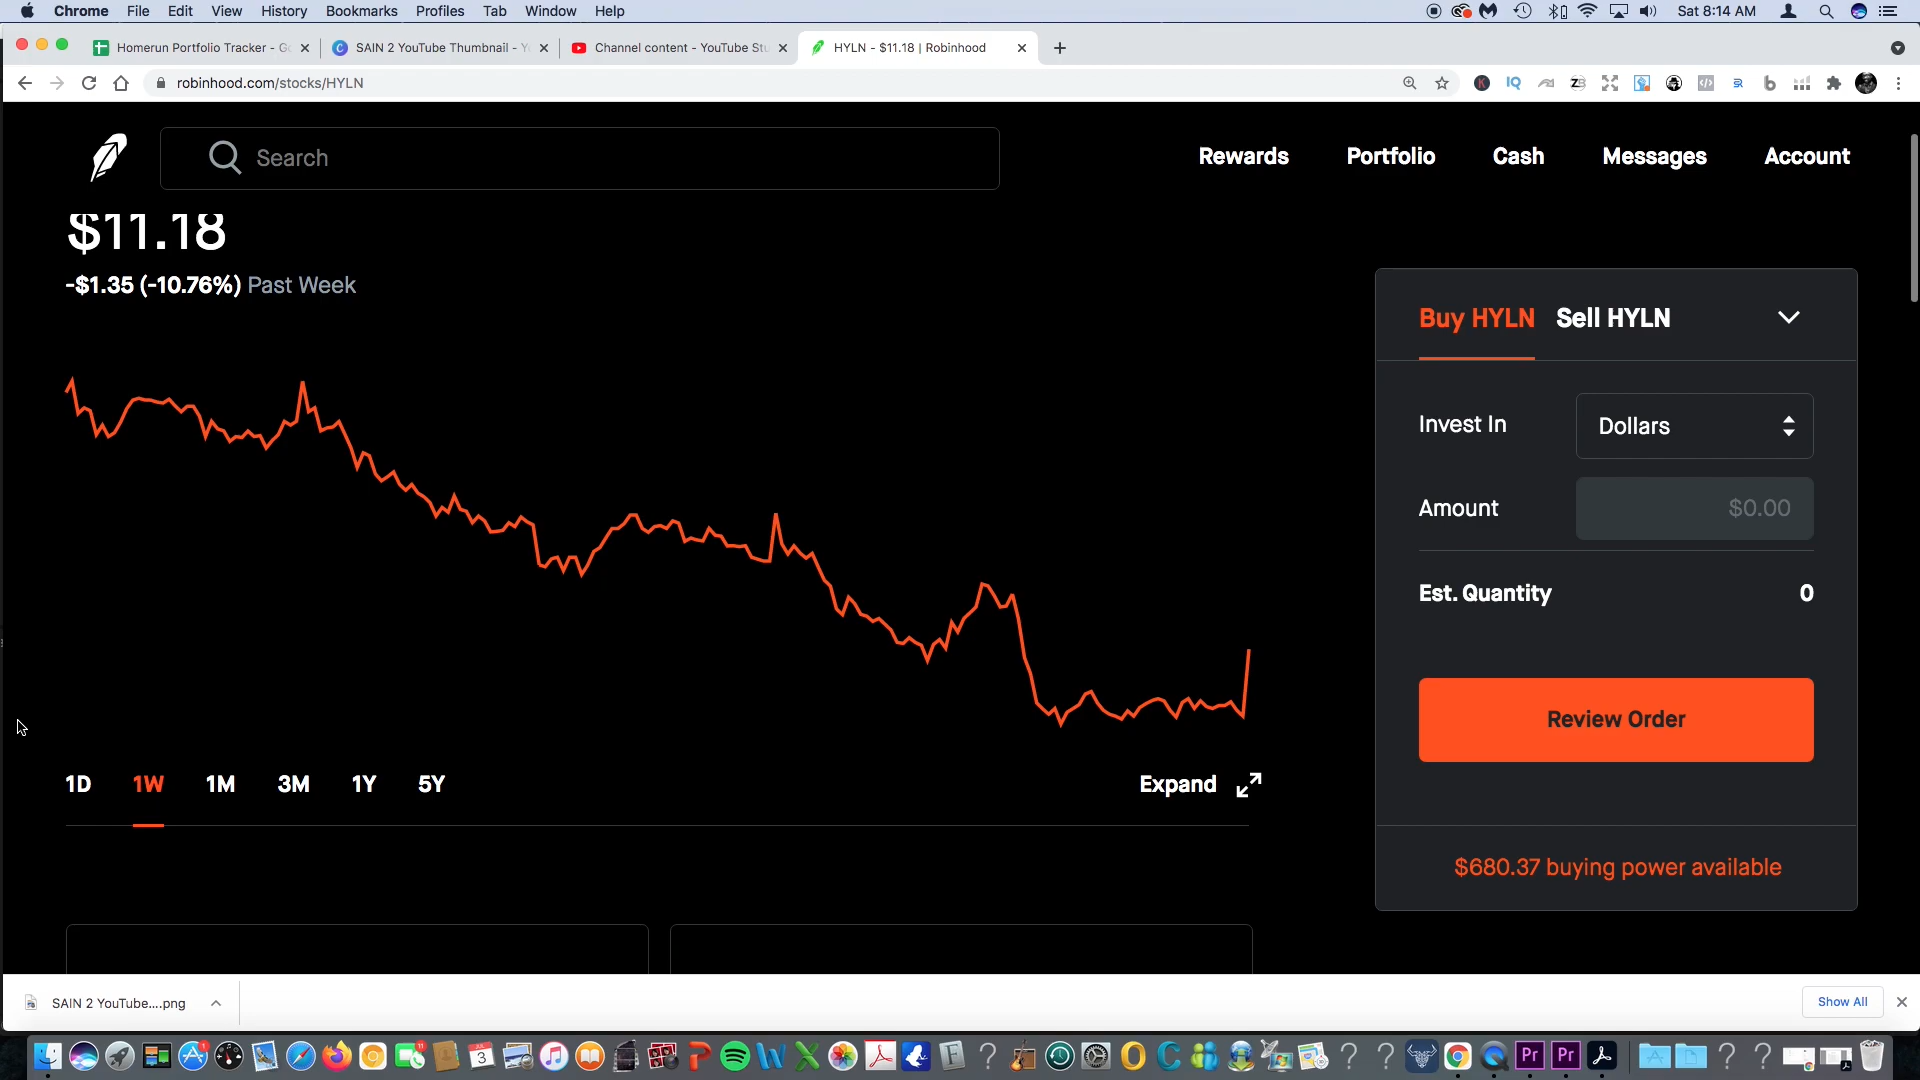 Chrome File Edit View History Bookmarks Profiles Tab Window Help Sat 8:14 AM
Homerun Portfolio Tracker - SAIN 2 YouTube Thumbnail - Channel content - YouTube HYLN - $11.18 | Robinhood
robinhood.com/stocks/HYLN
Search Rewards Portfolio Cash Messages Account
$11.18
-$1.35 (-10.76%) Past Week
Buy HYLN Sell HYLN
Invest In Dollars
Amount $0.00
Est. Quantity 0
Review Order
1D 1W 1M 3M 1Y 5Y Expand
$680.37 buying power available
SAIN 2 YouTube....png Show All